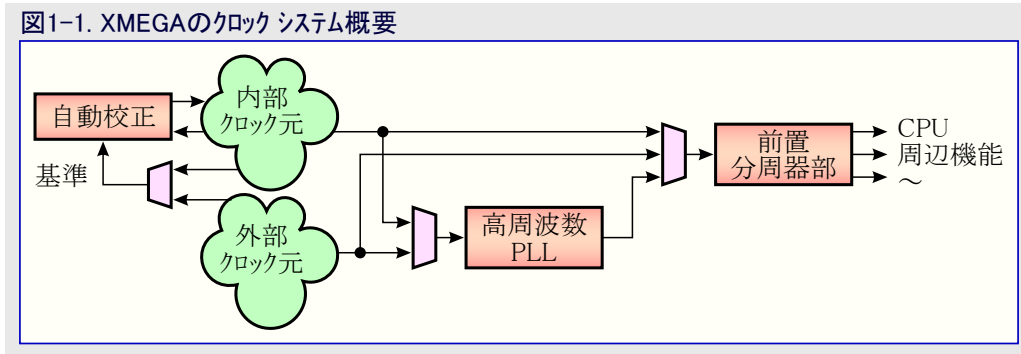 図1-1. XMEGAのクロック システム概要
自動校正
基準
内部
クロック元
外部
クロック元
高周波数
PLL
前置
分周器部
CPU
周辺機能
～